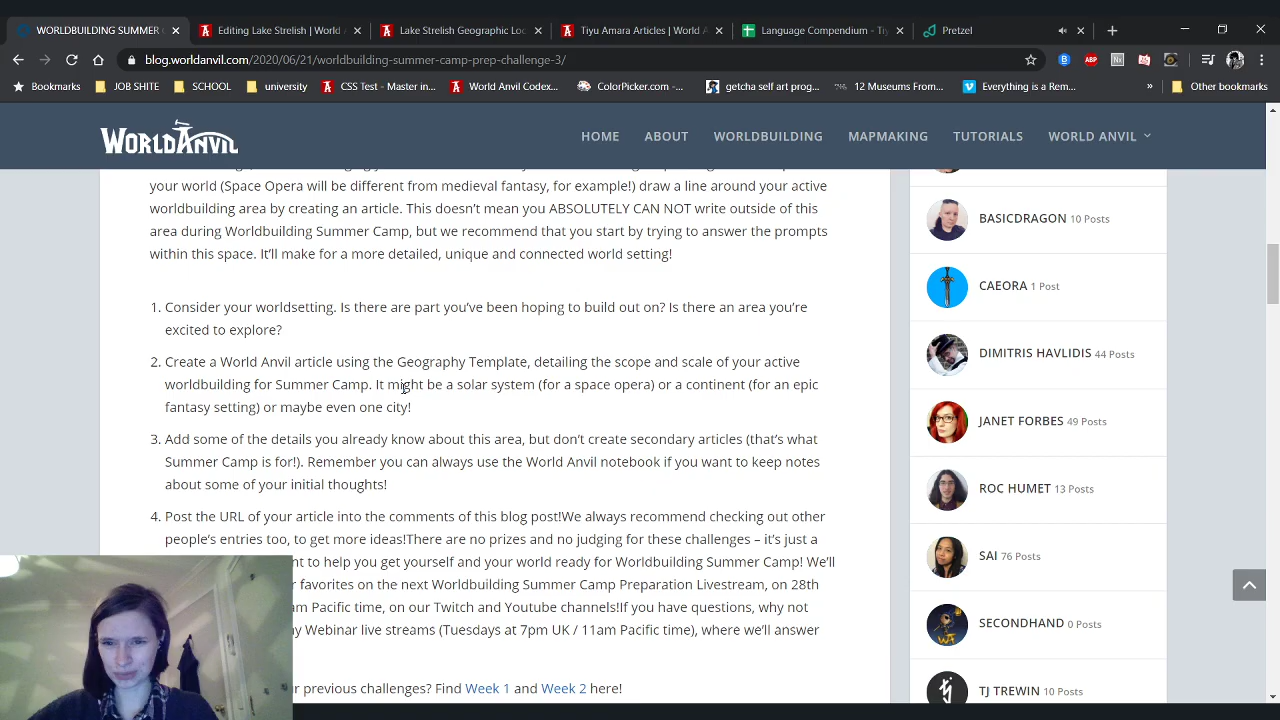 WORLDBUILDING SUMMER
Editing Lake Strelish | World
Lake Strelish Geographic Loc
Tiyu Amara Articles | World A
Language Compendium - Tiy
Pretzel
blog.worldanvil.com/2020/06/21/worldbuilding-summer-camp-prep-challenge-3/
Bookmarks
JOB SHITE
SCHOOL
university
CSS Test - Master in...
World Anvil Codex...
ColorPicker.com -...
getcha self art prog...
12 Museums From...
Everything is a Rem...
»
Other bookmarks
WORLDANVIL
HOME
ABOUT
WORLDBUILDING
MAPMAKING
TUTORIALS
WORLD ANVIL
your world (Space Opera will be different from medieval fantasy, for example!) draw a line around your active
worldbuilding area by creating an article. This doesn't mean you ABSOLUTELY CAN NOT write outside of this
area during Worldbuilding Summer Camp, but we recommend that you start by trying to answer the prompts
within this space. It'll make for a more detailed, unique and connected world setting!
1. Consider your worldsetting. Is there are part you've been hoping to build out on? Is there an area you're
excited to explore?
2. Create a World Anvil article using the Geography Template, detailing the scope and scale of your active
worldbuilding for Summer Camp. It might be a solar system (for a space opera) or a continent (for an epic
fantasy setting) or maybe even one city!
3. Add some of the details you already know about this area, but don't create secondary articles (that's what
Summer Camp is for!). Remember you can always use the World Anvil notebook if you want to keep notes
about some of your initial thoughts!
4. Post the URL of your article into the comments of this blog post!We always recommend checking out other
people's entries too, to get more ideas!There are no prizes and no judging for these challenges – it's just a
nt to help you get yourself and your world ready for Worldbuilding Summer Camp! We'll
r favorites on the next Worldbuilding Summer Camp Preparation Livestream, on 28th
am Pacific time, on our Twitch and Youtube channels!If you have questions, why not
y Webinar live streams (Tuesdays at 7pm UK / 11am Pacific time), where we'll answer
r previous challenges? Find Week 1 and Week 2 here!
BASICDRAGON 10 Posts
CAEORA 1 Post
DIMITRIS HAVLIDIS 44 Posts
JANET FORBES 49 Posts
ROC HUMET 13 Posts
SAI 76 Posts
SECONDHAND 0 Posts
TJ TREWIN 10 Posts